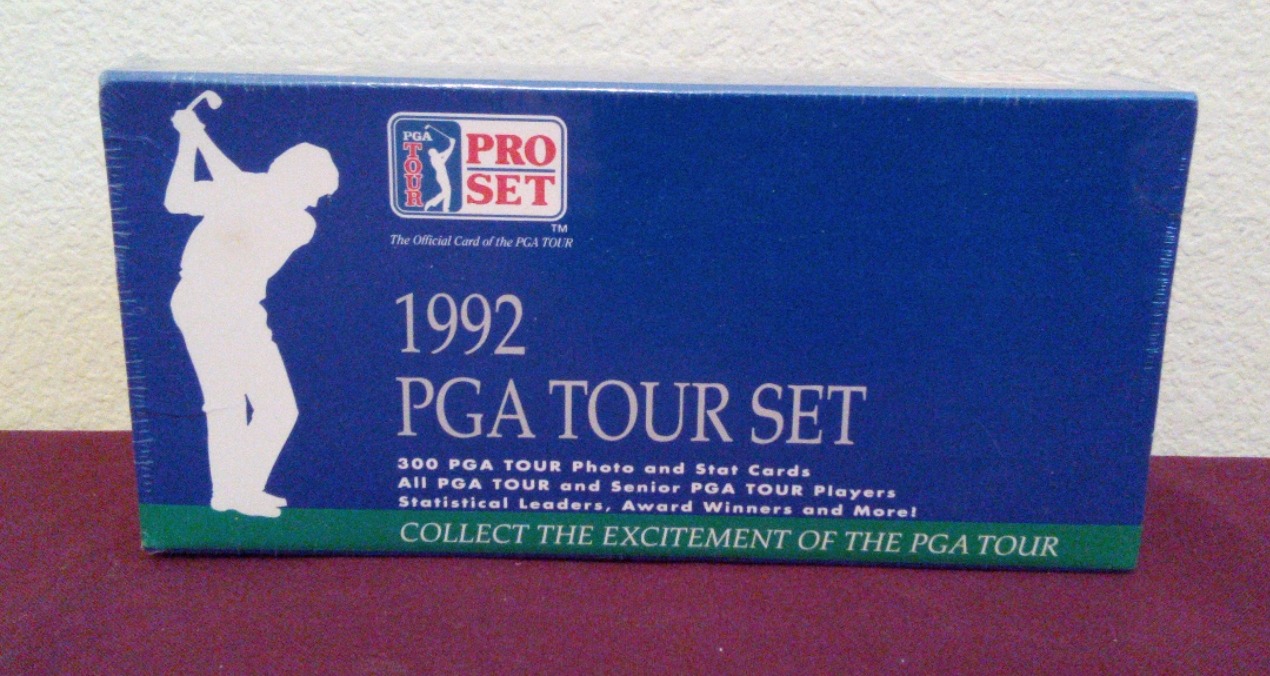 PGA
TOUR
PRO
SET
TM
The Official Card of the PGA TOUR
1992
PGA TOUR SET
300 PGA TOUR Photo and Stat Cards
All PGA TOUR and Senior PGA TOUR Players
Statistical Leaders, Award Winners and More!
COLLECT THE EXCITEMENT OF THE PGA TOUR